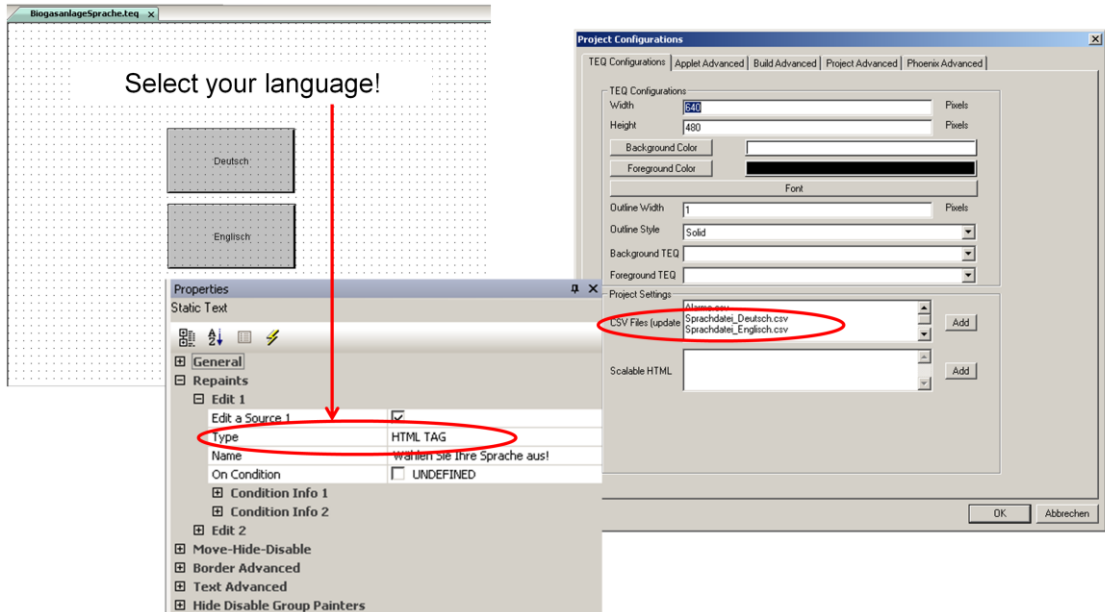 BiogasanlageSprache.teq x
Select your language!
Deutsch
Englisch
Properties
Static Text
General
Repaints
Edit 1
Edit a Source 1
Type HTML TAG
Name Wählen Sie Ihre Sprache aus!
On Condition UNDEFINED
Condition Info 1
Condition Info 2
Edit 2
Move-Hide-Disable
Border Advanced
Text Advanced
Hide Disable Group Painters
Project Configurations
TEQ Configurations Applet Advanced Build Advanced Project Advanced Phoenix Advanced
TEQ Configurations
Width 640 Pixels
Height 480 Pixels
Background Color
Foreground Color
Font
Outline Width 1 Pixels
Outline Style Solid
Background TEQ
Foreground TEQ
Project Settings
Alarme.csv
CSV Files (update Sprachdatei_Deutsch.csv Add
Sprachdatei_Englisch.csv
Scalable HTML Add
OK Abbrechen